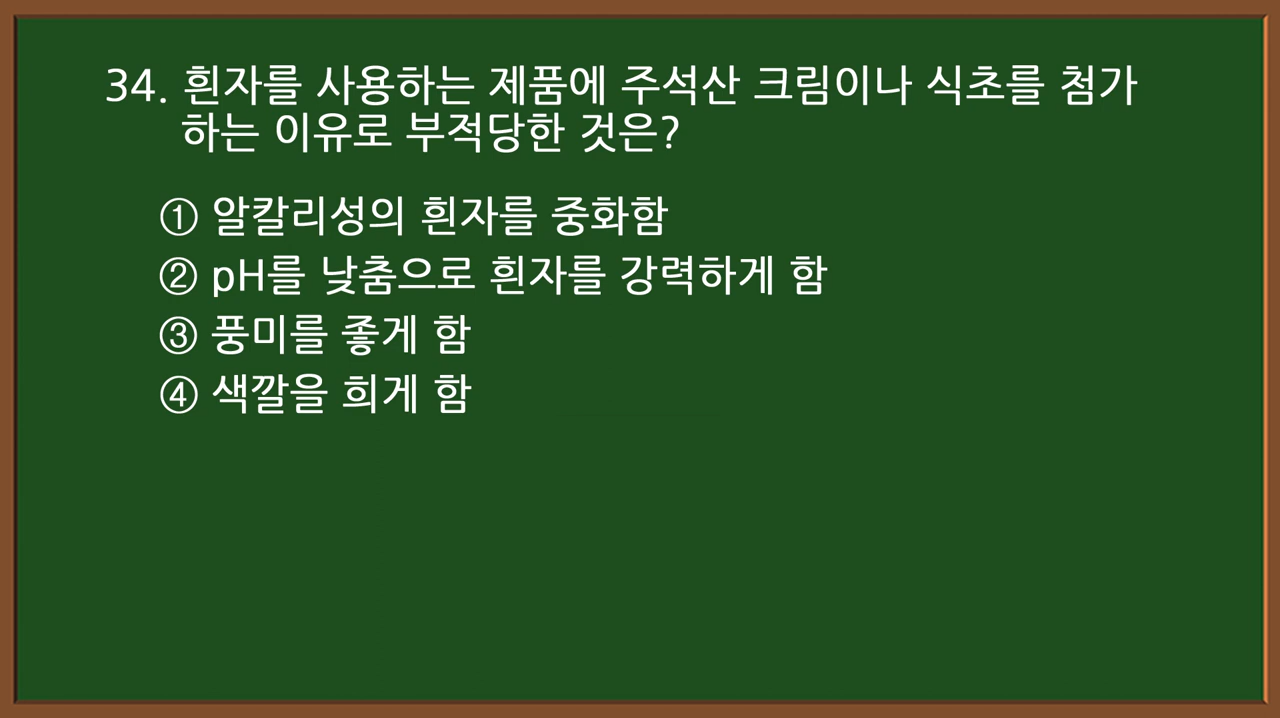 34. 흰자를 사용하는 제품에 주석산 크림이나 식초를 첨가
하는 이유로 부적당한 것은?
① 알칼리성의 흰자를 중화함
② pH를 낮춤으로 흰자를 강력하게 함
③ 풍미를 좋게 함
④ 색깔을 희게 함